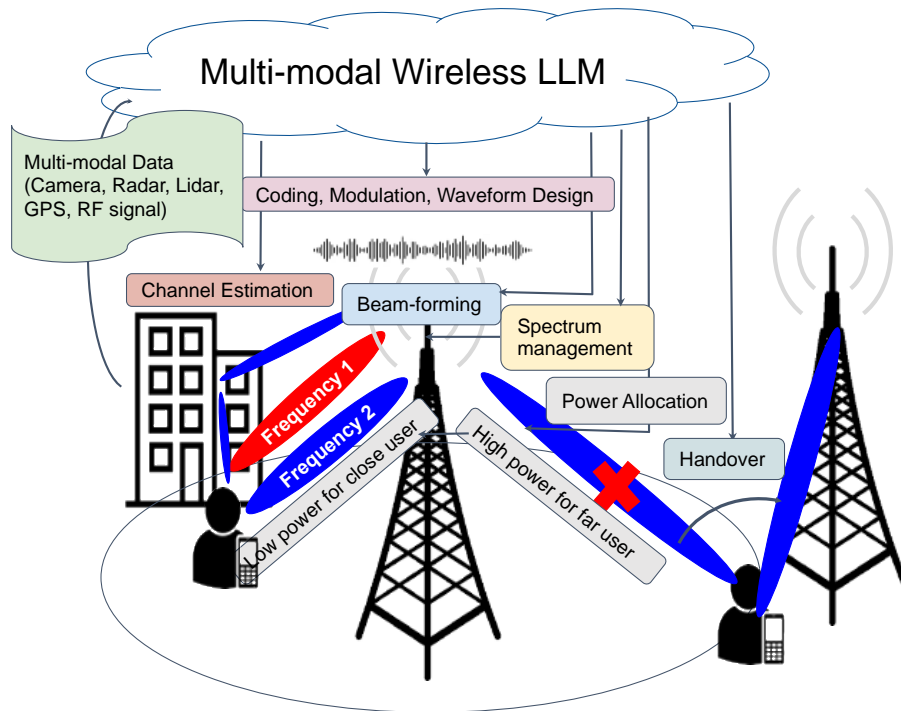 Multi-modal Wireless LLM
Multi-modal Data
(Camera, Radar, Lidar,
GPS, RF signal)
Coding, Modulation, Waveform Design
Channel Estimation
Beam-forming
Spectrum
management
Frequency 1
Frequency 2
Power Allocation
Low power for close user
High power for far user
Handover